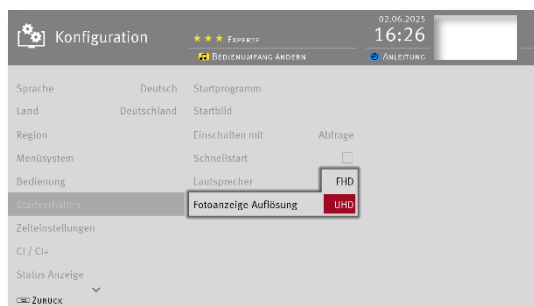 Konfiguration
★★★ EXPERTE
BEDIENUMFANG ÄNDERN
02.06.2025
16:26
ANLEITUNG
Sprache Deutsch
Land Deutschland
Region
Menüsystem
Bedienung
Startverhalten
Zeiteinstellungen
CI / CI+
Status Anzeige
ZURÜCK
Startprogramm
Startbild
Einschalten mit Abfrage
Schnellstart
Lautsprecher
FHD
Fotoanzeige-Auflösung UHD